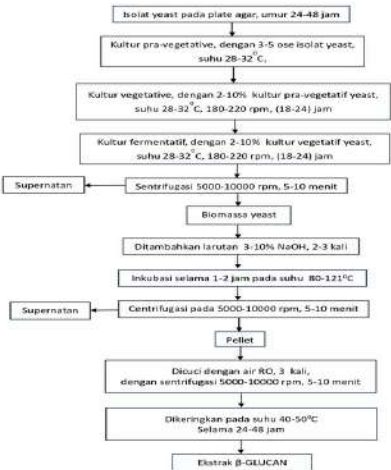 Isolat yeast pada plate agar, umur 24-48 jam
Kultur pra-vegetative, dengan 3-5 ose isolat yeast,
suhu 28-32°C,
Kultur vegetative, dengan 2-10% kultur pra-vegetatif yeast,
suhu 28-32°C, 180-220 rpm, (18-24) jam
Kultur fermentatif, dengan 2-10% kultur vegetatif yeast,
suhu 28-32°C, 180-220 rpm, (18-24) jam
Supernatan
Sentrifugasi 5000-10000 rpm, 5-10 menit
Biomassa yeast
Ditambahkan larutan 3-10% NaOH, 2-3 kali
Inkubasi selama 1-2 jam pada suhu 80-121⁰C
Supernatan
Centrifugasi pada 5000-10000 rpm, 5-10 menit
Pellet
Dicuci dengan air RO, 3 kali,
dengan sentrifugasi 5000-10000 rpm, 5-10 menit
Dikeringkan pada suhu 40-50⁰C
Selama 24-48 jam
Ekstrak β-GLUCAN